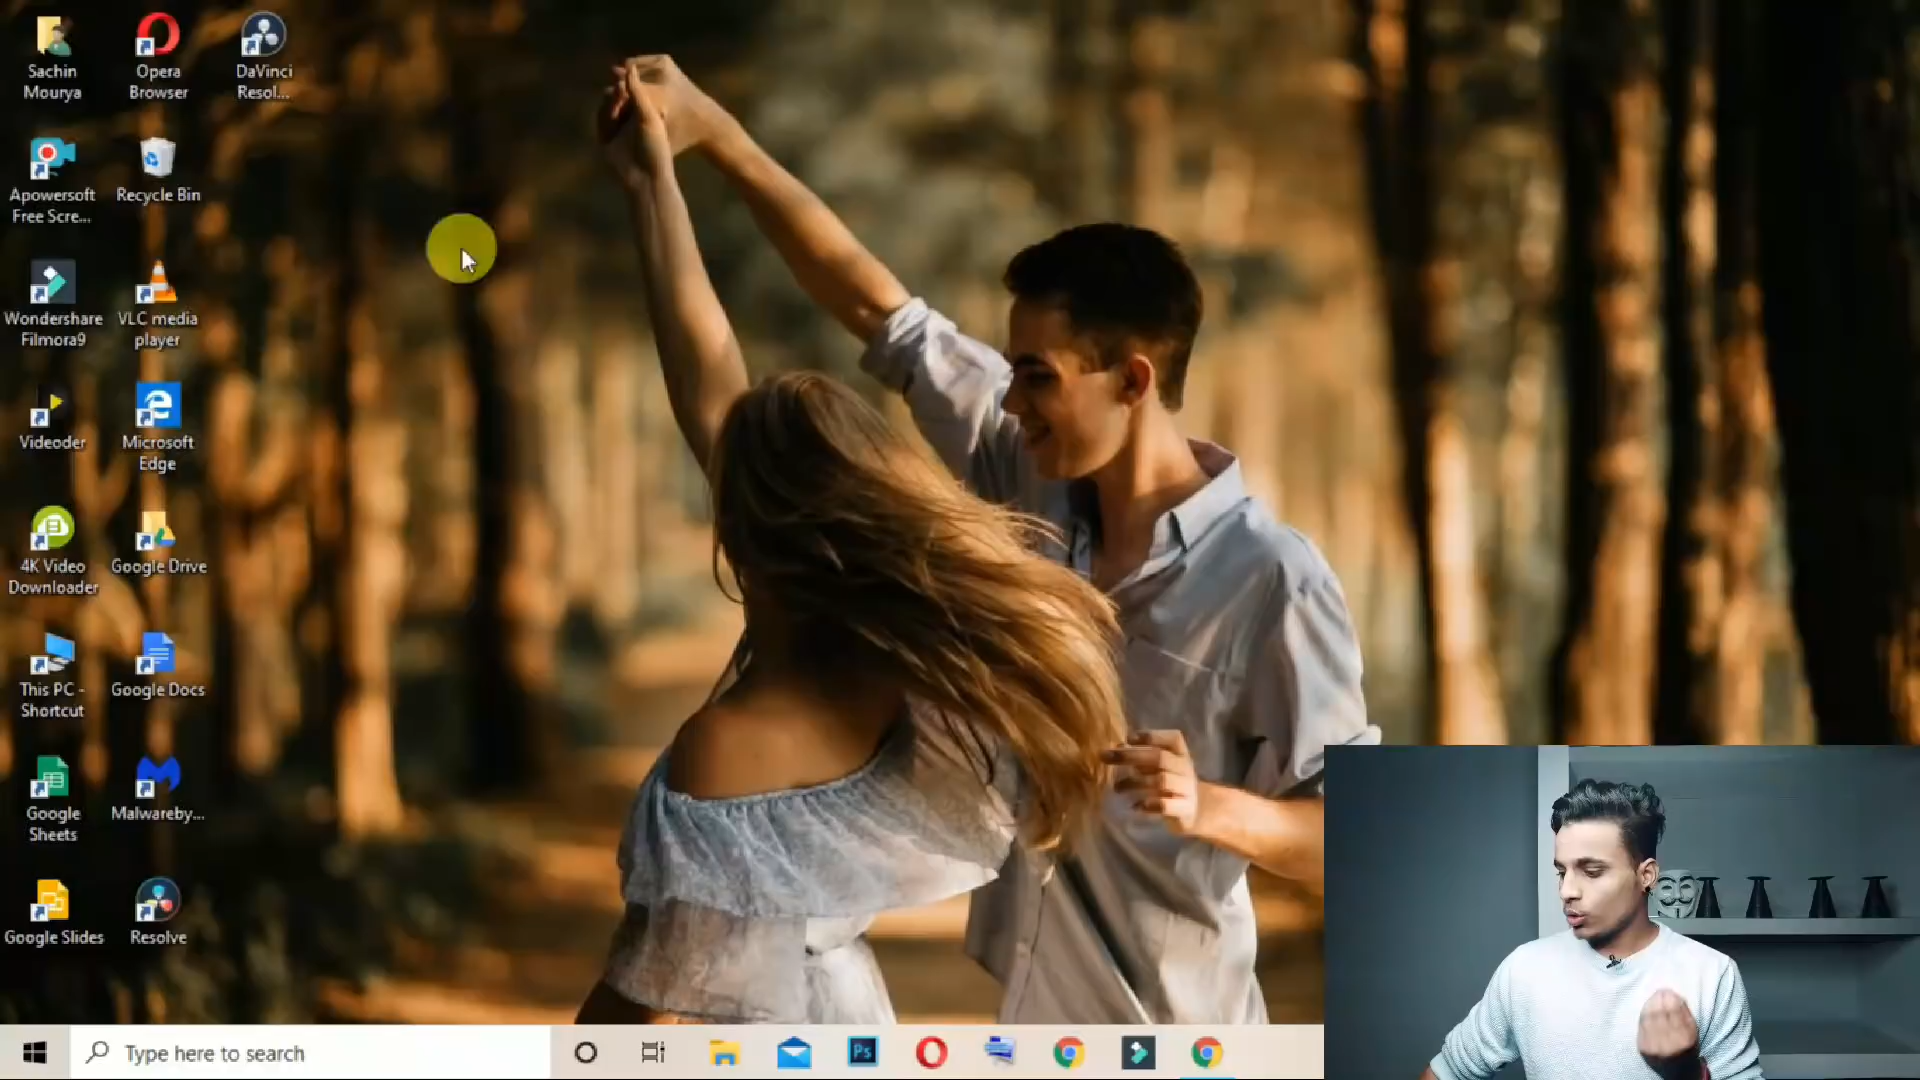 Sachin
Mourya
Opera
Browser
DaVinci
Resol...
Apowersoft
Free Scre...
Recycle Bin
Wondershare
Filmora9
VLC media
player
Videoder
Microsoft
Edge
4K Video
Downloader
Google Drive
This PC -
Shortcut
Google Docs
Google
Sheets
Malwareby...
Google Slides
Resolve
Type here to search
Ps